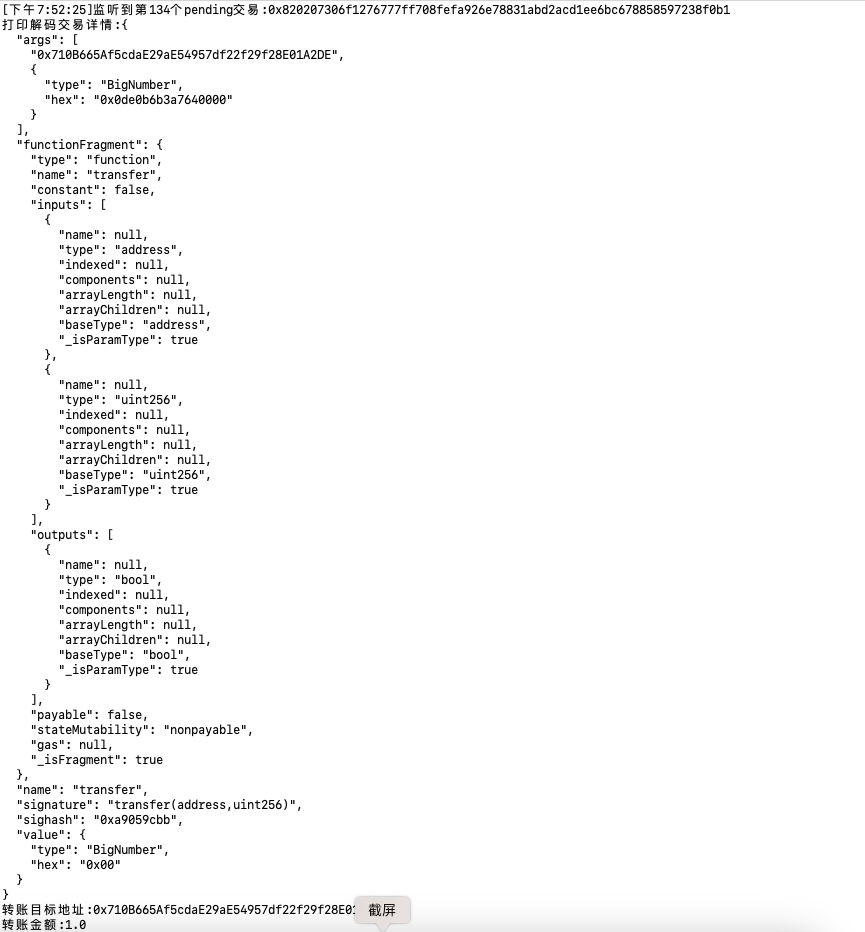 [下午7:52:25]监听到第134个pending交易:0x820207306f1276777ff708fefa926e78831abd2acd1ee6bc678858597238f0b1
打印解码交易详情:{
  "args": [
    "0x710B665Af5cdaE29aE54957df22f29f28E01A2DE",
    {
      "type": "BigNumber",
      "hex": "0x0de0b6b3a7640000"
    }
  ],
  "functionFragment": {
    "type": "function",
    "name": "transfer",
    "constant": false,
    "inputs": [
      {
        "name": null,
        "type": "address",
        "indexed": null,
        "components": null,
        "arrayLength": null,
        "arrayChildren": null,
        "baseType": "address",
        "_isParamType": true
      },
      {
        "name": null,
        "type": "uint256",
        "indexed": null,
        "components": null,
        "arrayLength": null,
        "arrayChildren": null,
        "baseType": "uint256",
        "_isParamType": true
      }
    ],
    "outputs": [
      {
        "name": null,
        "type": "bool",
        "indexed": null,
        "components": null,
        "arrayLength": null,
        "arrayChildren": null,
        "baseType": "bool",
        "_isParamType": true
      }
    ],
    "payable": false,
    "stateMutability": "nonpayable",
    "gas": null,
    "_isFragment": true
  },
  "name": "transfer",
  "signature": "transfer(address,uint256)",
  "sighash": "0xa9059cbb",
  "value": {
    "type": "BigNumber",
    "hex": "0x00"
  }
}
转账目标地址:0x710B665Af5cdaE29aE54957df22f29f28E0
截屏
转账金额:1.0